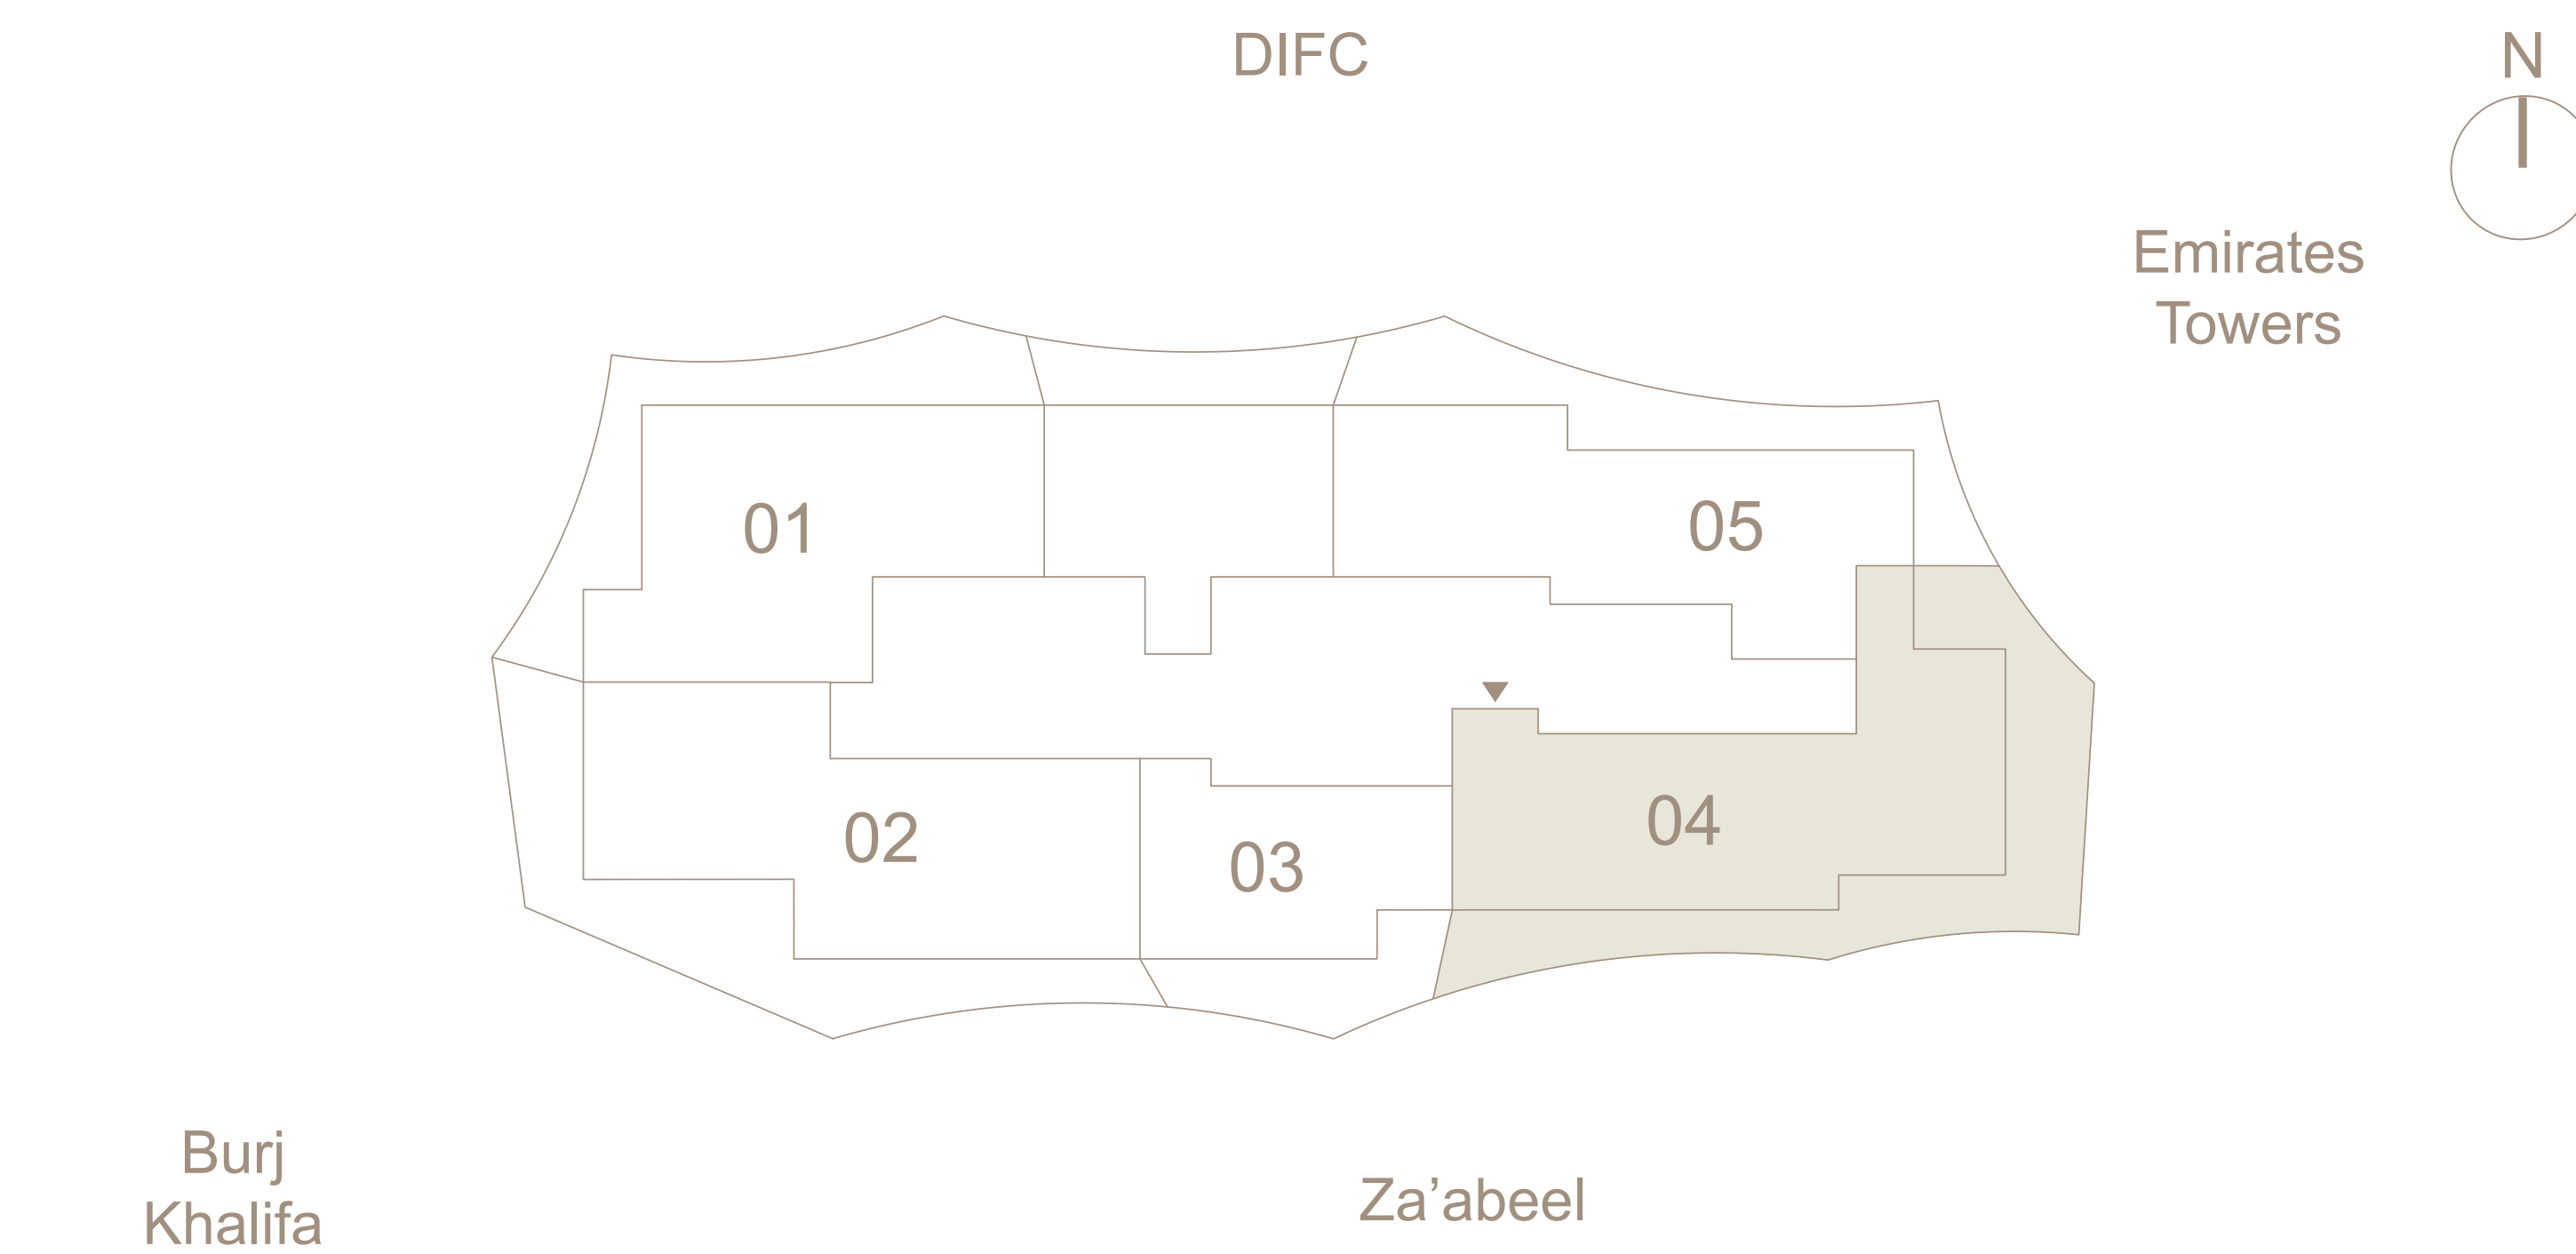 DIFC
N
Emirates
Towers
01
05
02
03
04
Burj
Khalifa
Za’abeel